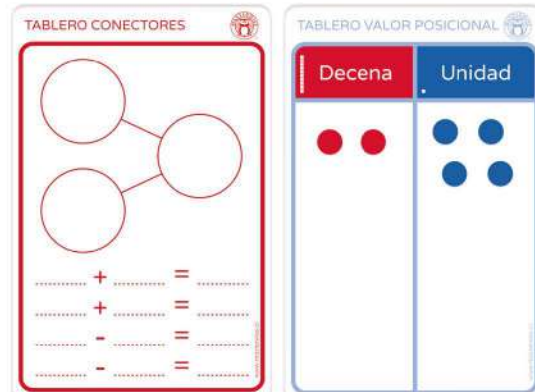 TABLERO CONECTORES
........ + ........ = ........
........ + ........ = ........
........ - ........ = ........
........ - ........ = ........
TABLERO VALOR POSICIONAL
Decena Unidad